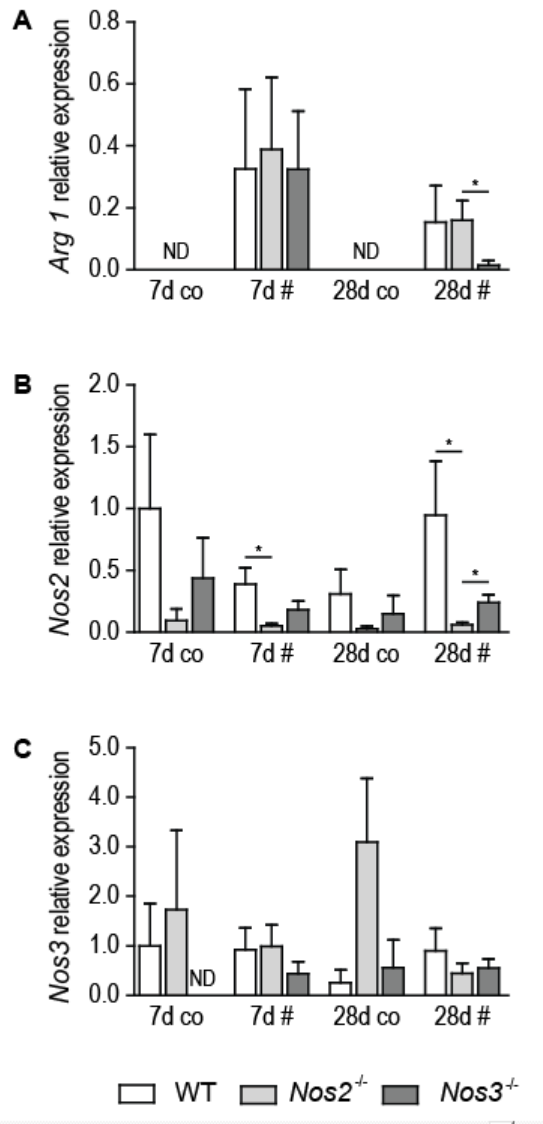 A
Arg 1 relative expression
0.8
0.6
0.4
0.2
0.0
ND
ND
*
7d co
7d #
28d co
28d #
B
Nos2 relative expression
2.0
1.5
1.0
0.5
0.0
*
*
*
7d co
7d #
28d co
28d #
C
Nos3 relative expression
5.0
4.0
3.0
2.0
1.0
0.0
ND
7d co
7d #
28d co
28d #
WT Nos2-/- Nos3-/-